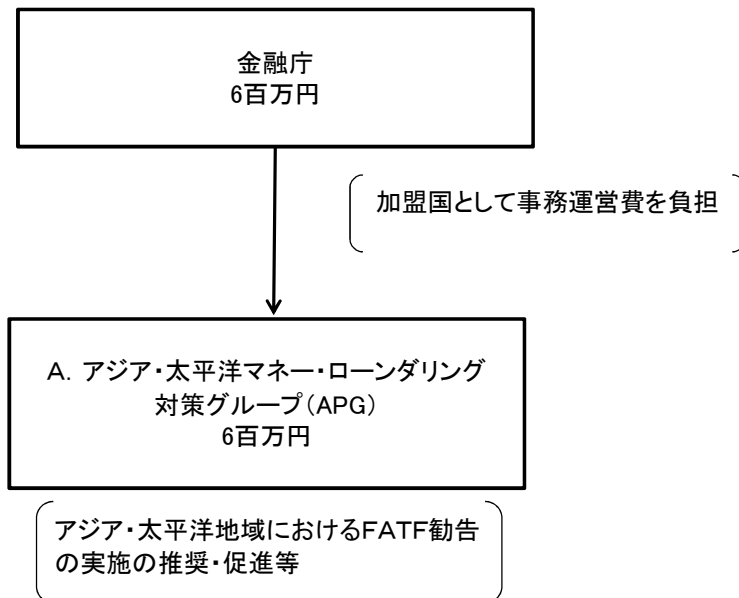 金融庁
6百万円
加盟国として事務運営費を負担
A．アジア・太平洋マネー・ローンダリング
対策グループ（APG）
6百万円
アジア・太平洋地域におけるFATF勧告
の実施の推奨・促進等